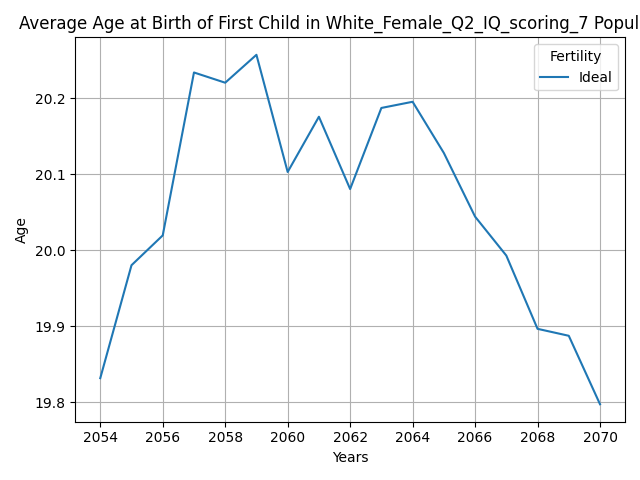 Average Age at Birth of First Child in White_Female_Q2_IQ_scoring_7 Popul
Fertility
Ideal
20.2
20.1
20.0
19.9
19.8
Age
2054 2056 2058 2060 2062 2064 2066 2068 2070
Years